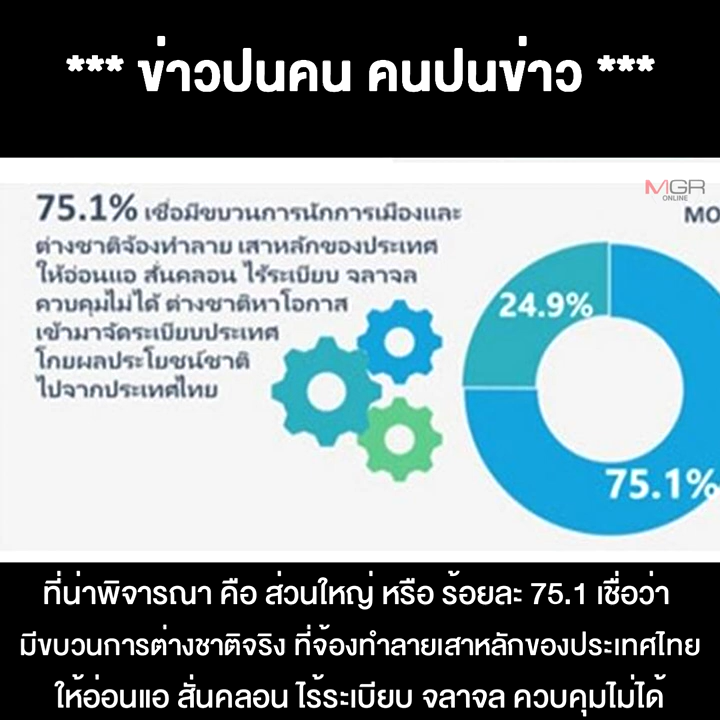 *** ข่าวปนคน คนปนข่าว ***
MGR
ONLINE
75.1% เชื่อมีขบวนการนักการเมืองและ
ต่างชาติจ้องทำลาย เสาหลักของประเทศ
ให้อ่อนแอ สั่นคลอน ไร้ระเบียบ จลาจล
ควบคุมไม่ได้ ต่างชาติหาโอกาส
เข้ามาจัดระเบียบประเทศ
โกยผลประโยชน์ชาติ
ไปจากประเทศไทย
MO
24.9%
75.1%
ที่น่าพิจารณา คือ ส่วนใหญ่ หรือ ร้อยละ 75.1 เชื่อว่า
มีขบวนการต่างชาติจริง ที่จ้องทำลายเสาหลักของประเทศไทย
ให้อ่อนแอ สั่นคลอน ไร้ระเบียบ จลาจล ควบคุมไม่ได้